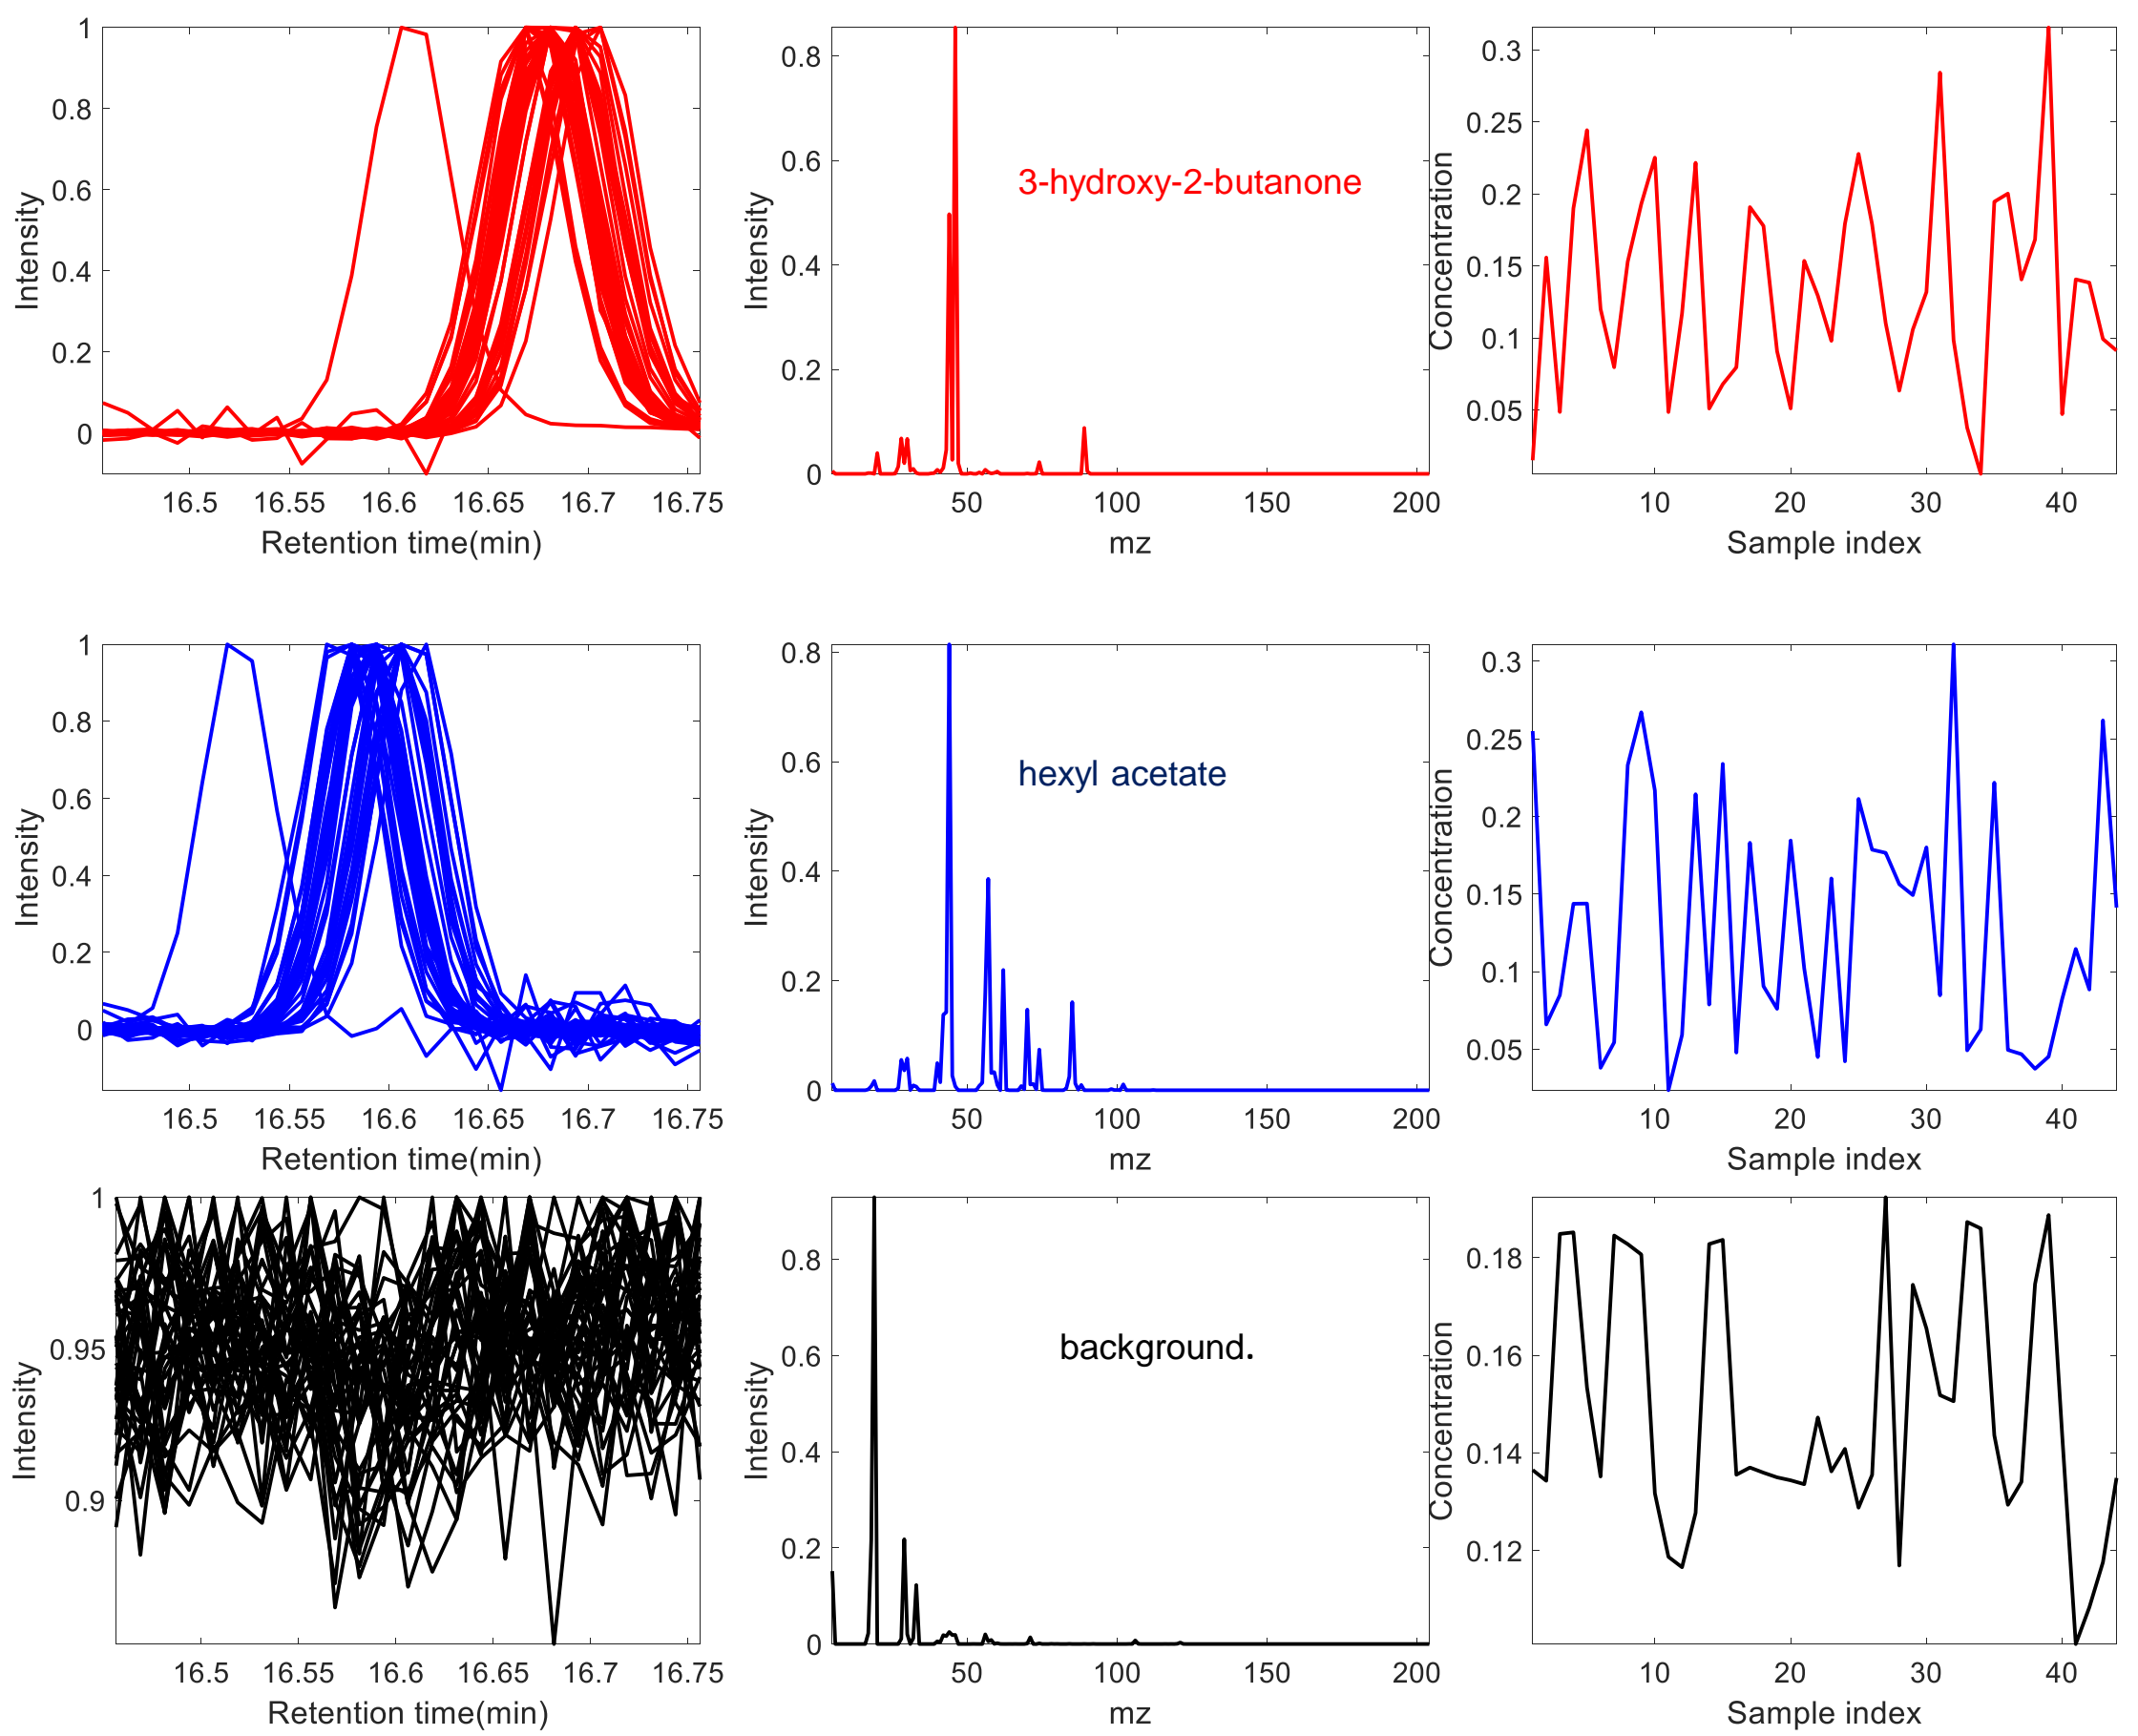 1
0.8
0.6
0.4
0.2
0
16.5 16.55 16.6 16.65 16.7 16.75
Retention time(min)
Intensity
0.8
0.6
0.4
0.2
0
50 100 150 200
mz
Intensity
3-hydroxy-2-butanone
0.3
0.25
0.2
0.15
0.1
0.05
10 20 30 40
Sample index
Concentration
1
0.8
0.6
0.4
0.2
0
16.5 16.55 16.6 16.65 16.7 16.75
Retention time(min)
Intensity
0.8
0.6
0.4
0.2
0
50 100 150 200
mz
Intensity
hexyl acetate
0.3
0.25
0.2
0.15
0.1
0.05
10 20 30 40
Sample index
Concentration
1
0.95
0.9
16.5 16.55 16.6 16.65 16.7 16.75
Retention time(min)
Intensity
0.8
0.6
0.4
0.2
0
50 100 150 200
mz
Intensity
background.
0.18
0.16
0.14
0.12
10 20 30 40
Sample index
Concentration